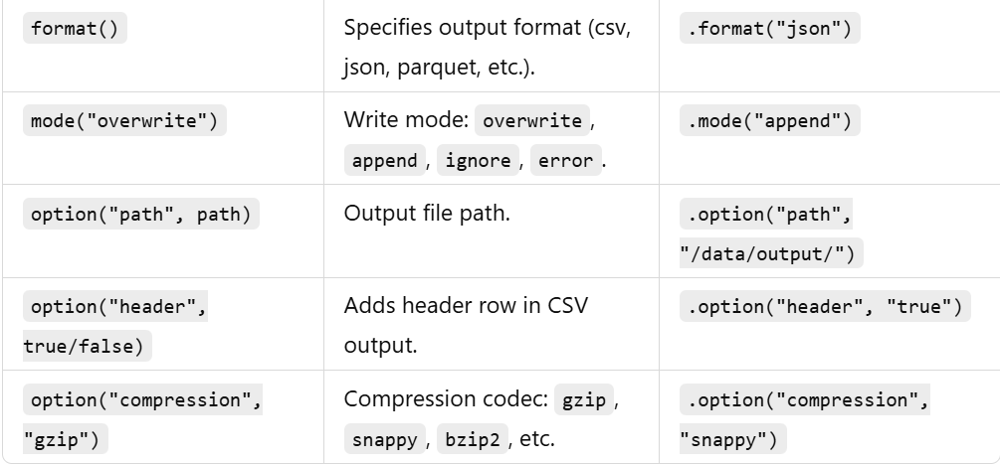 format() Specifies output format (csv, .format("json")
json, parquet, etc.).
mode("overwrite") Write mode: overwrite, .mode("append")
append, ignore, error.
option("path", path) Output file path. .option("path",
"/data/output/")
option("header", Adds header row in CSV .option("header", "true")
true/false) output.
option("compression", Compression codec: gzip, .option("compression",
"gzip") snappy, bzip2, etc. "snappy")